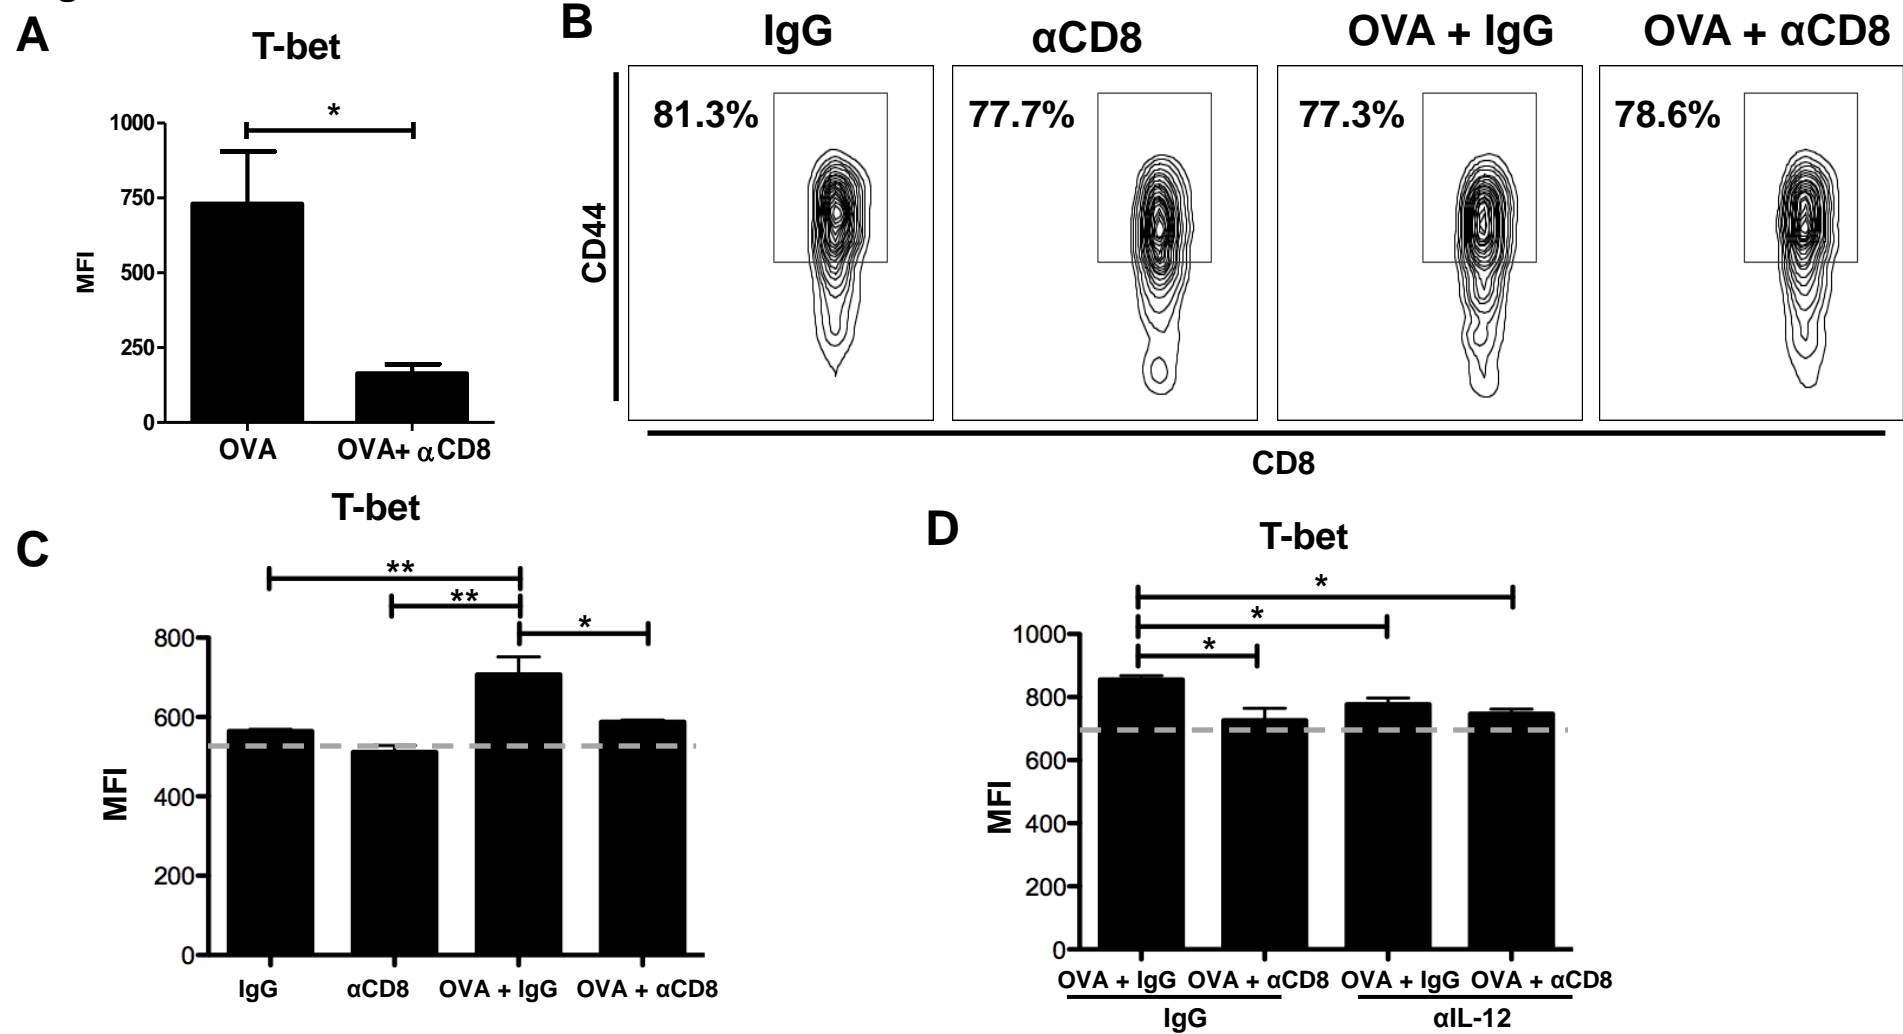 A
T-bet
*
1000
750
500
250
0
MFI
OVA
OVA+ αCD8
B
IgG
αCD8
OVA + IgG
OVA + αCD8
81.3%
77.7%
77.3%
78.6%
CD44
CD8
C
T-bet
**
**
*
800
600
400
200
0
MFI
IgG
αCD8
OVA + IgG
OVA + αCD8
D
T-bet
*
*
*
1000
800
600
400
200
0
MFI
OVA + IgG
OVA + αCD8
OVA + IgG
OVA + αCD8
IgG
αIL-12